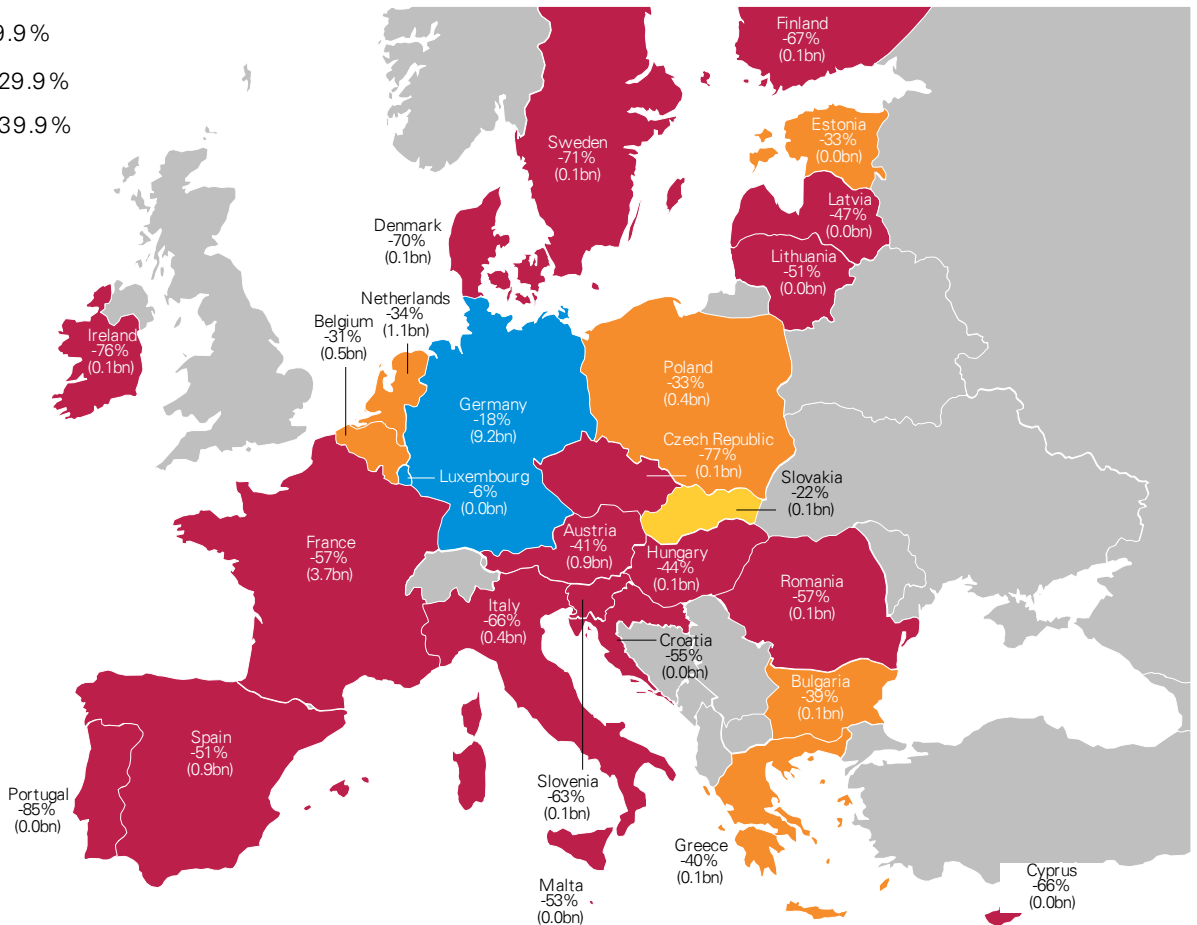 9.9 %
29.9 %
39.9 %
Finland
-67%
(0.1bn)
Estonia
-33%
(0.0bn)
Sweden
-71%
(0.1bn)
Latvia
-47%
(0.0bn)
Denmark
-70%
(0.1bn)
Lithuania
-51%
(0.0bn)
Netherlands
-34%
(1.1bn)
Belgium
-31%
(0.5bn)
Ireland
-76%
(0.1bn)
Poland
-33%
(0.4bn)
Germany
-18%
(9.2bn)
Czech Republic
-77%
(0.1bn)
Luxembourg
-6%
(0.0bn)
Slovakia
-22%
(0.1bn)
France
-57%
(3.7bn)
Austria
-41%
(0.9bn)
Hungary
-44%
(0.1bn)
Romania
-57%
(0.1bn)
Italy
-66%
(0.4bn)
Croatia
-55%
(0.0bn)
Bulgaria
-39%
(0.1bn)
Spain
-51%
(0.9bn)
Portugal
-85%
(0.0bn)
Slovenia
-63%
(0.1bn)
Greece
-40%
(0.1bn)
Malta
-53%
(0.0bn)
Cyprus
-66%
(0.0bn)